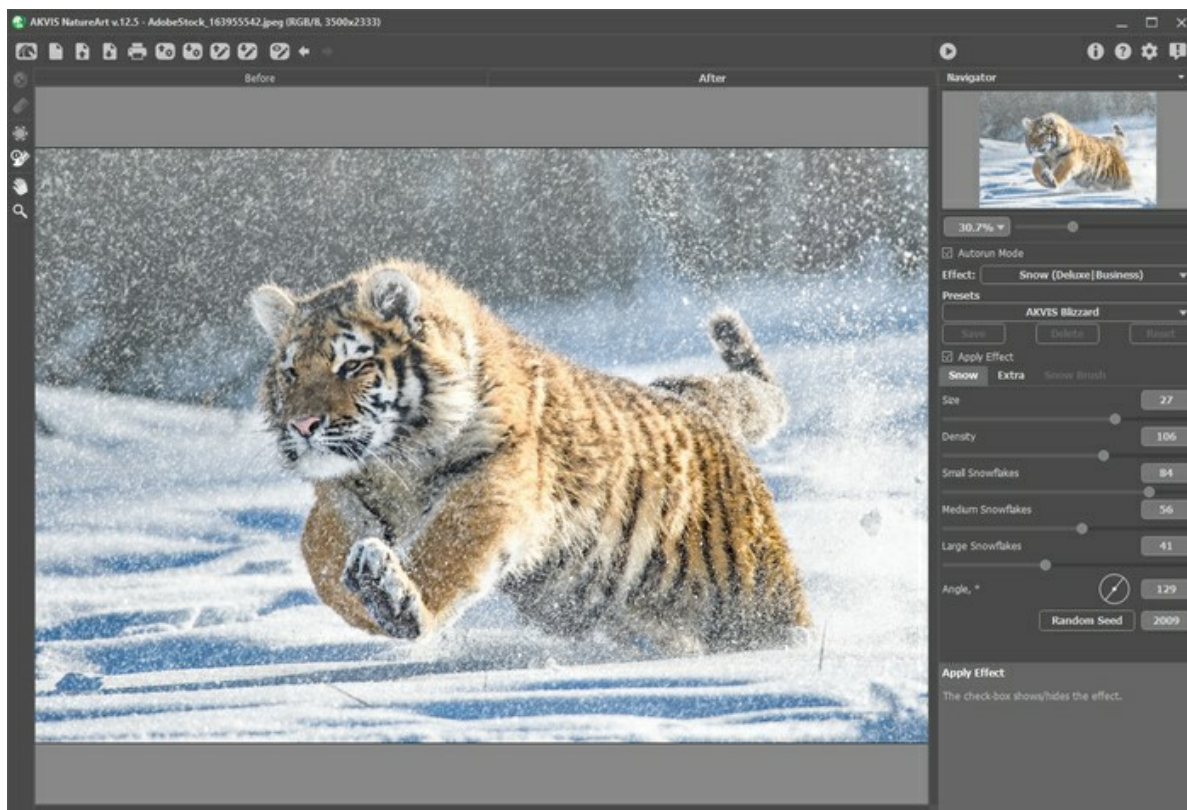 AKVIS NatureArt v.12.5 - AdobeStock_163955542.jpeg (RGB/8, 3500x2333)
Before
After
Navigator
30.7%
Autorun Mode
Effect: Snow (Deluxe|Business)
Presets
AKVIS Blizzard
Save Delete Reset
Apply Effect
Snow Extra Snow Brush
Size 27
Density 106
Small Snowflakes 84
Medium Snowflakes 56
Large Snowflakes 41
Angle, ° 129
Random Seed 2009
Apply Effect
The check-box shows/hides the effect.